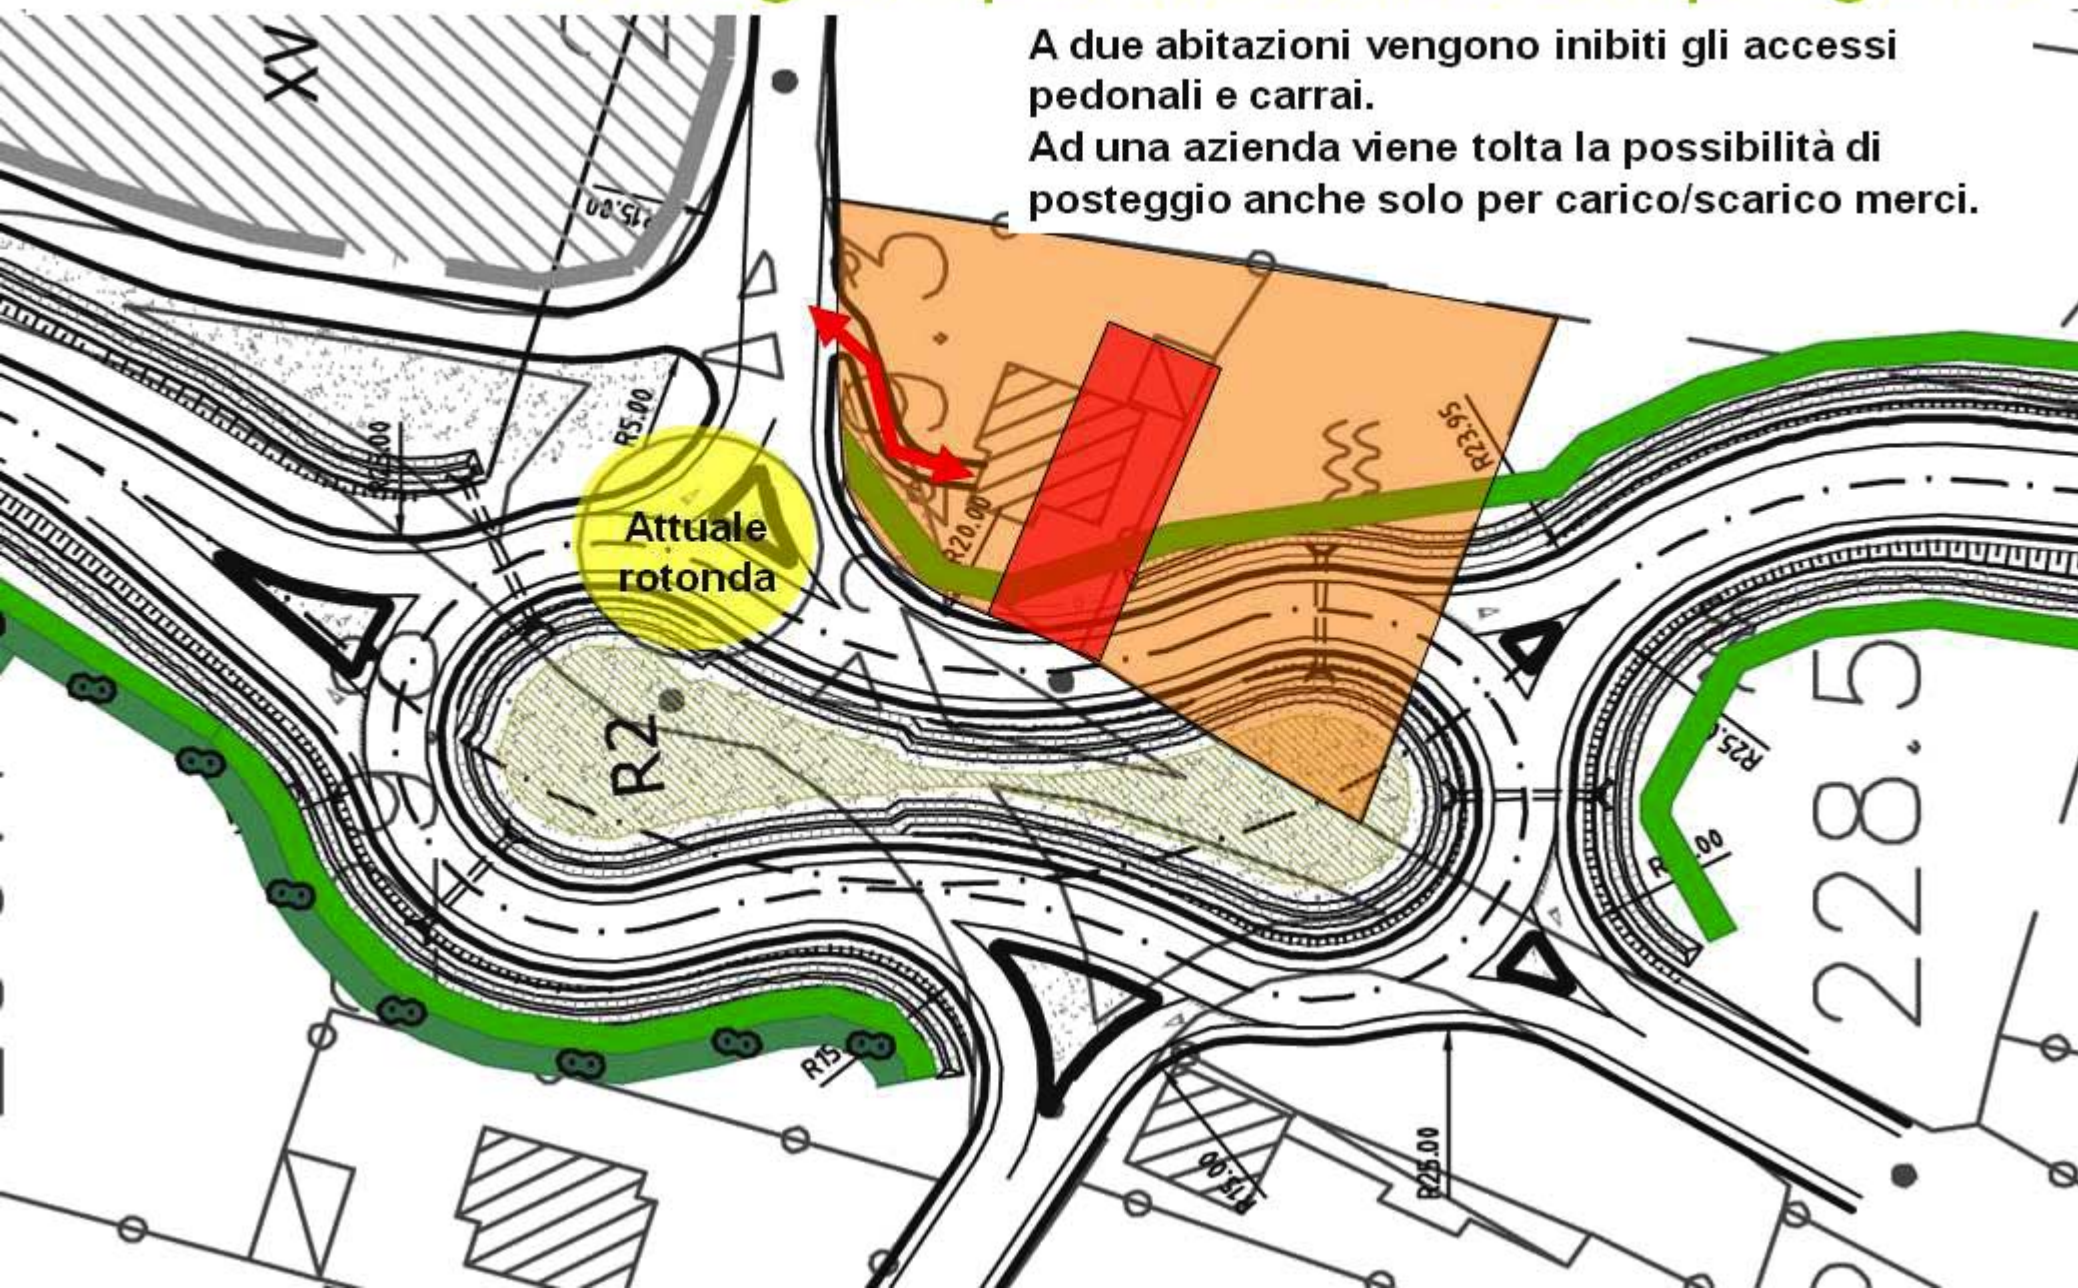 A due abitazioni vengono inibiti gli accessi
pedonali e carrai.
Ad una azienda viene tolta la possibilità di
posteggio anche solo per carico/scarico merci.
XV
R15.00
R5.00
R23.95
R20.00
Attuale
rotonda
R2
228.5
R15
R15.00
R25.00